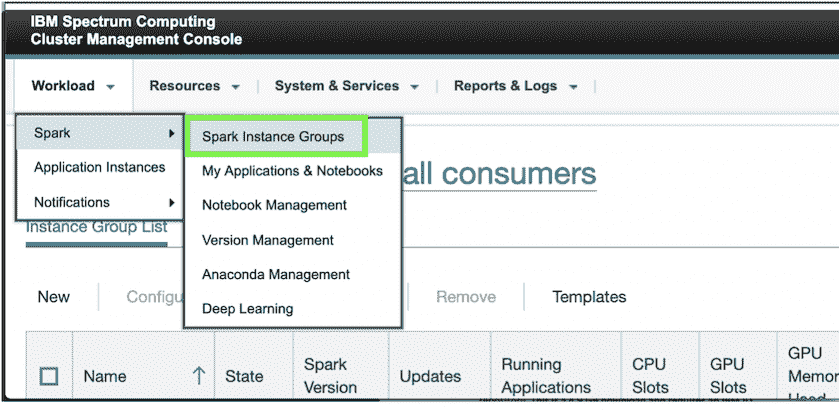 IBM Spectrum Computing
Cluster Management Console
Workload Resources System & Services Reports & Logs
Spark
Application Instances
Notifications
Spark Instance Groups
My Applications & Notebooks
Notebook Management
Version Management
Anaconda Management
Deep Learning
all consumers
Instance Group List
New Configu Remove Templates
Name State Spark Version Updates Running Applications CPU Slots GPU Slots GPU Memor